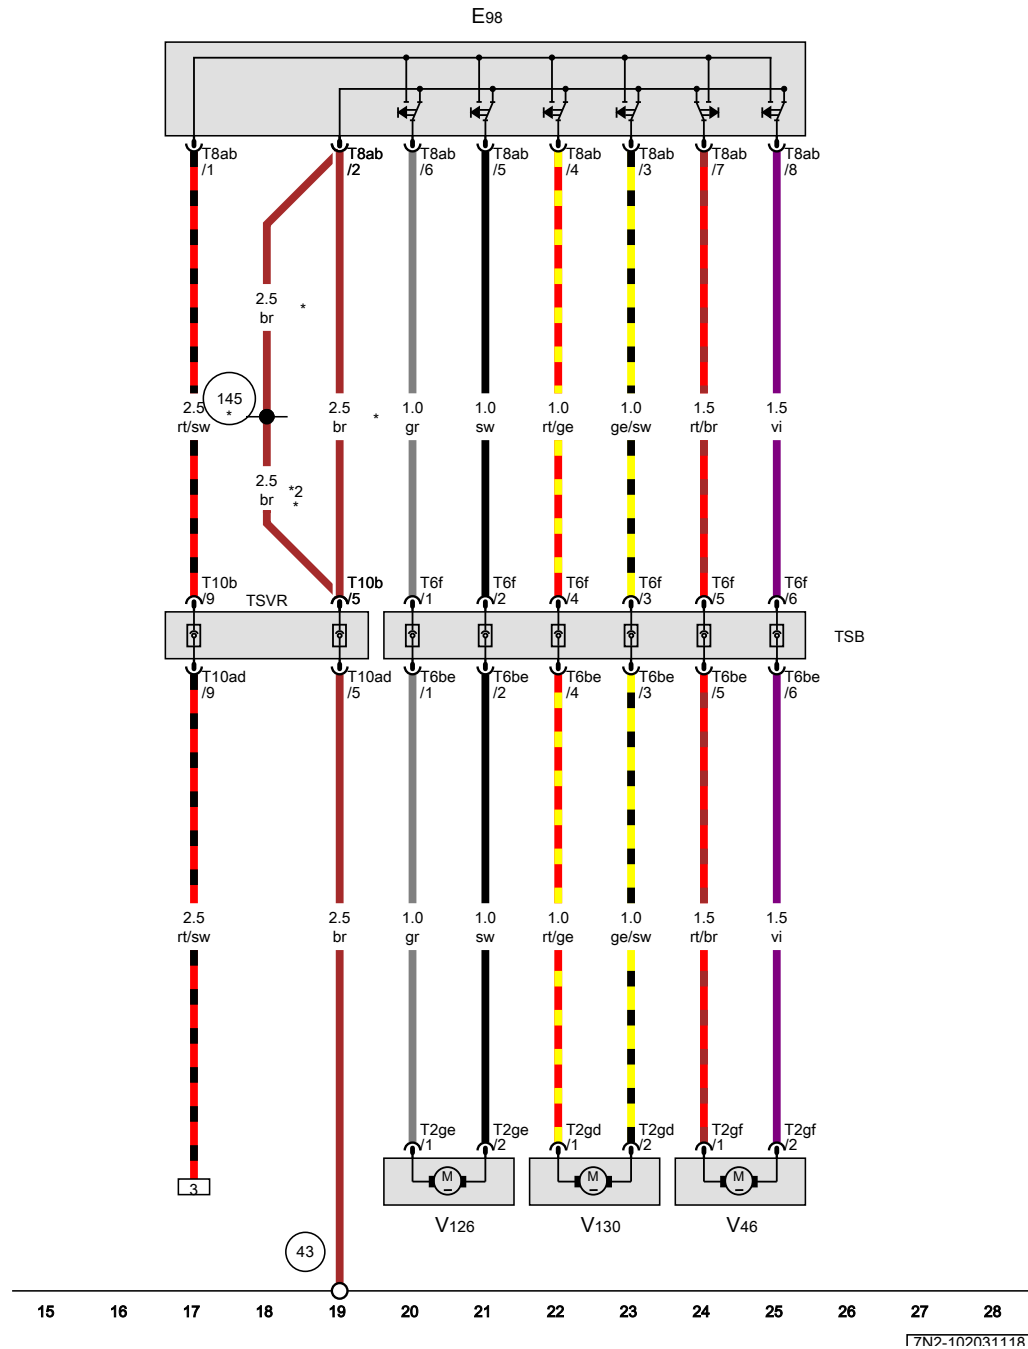 E98
T8ab T8ab T8ab T8ab T8ab T8ab T8ab T8ab
/1 /2 /6 /5 /4 /3 /7 /8
2.5
br *
145
*
2.5 2.5 * 1.0 1.0 1.0 1.0 1.5 1.5
rt/sw br gr sw rt/ge ge/sw rt/br vi
2.5
br *2
*
T10b T10b T6f T6f T6f T6f T6f T6f
/9 /5 /1 /2 /4 /3 /5 /6
TSVR
TSB
T10ad T10ad T6be T6be T6be T6be T6be T6be
/9 /5 /1 /2 /4 /3 /5 /6
2.5 2.5 1.0 1.0 1.0 1.0 1.5 1.5
rt/sw br gr sw rt/ge ge/sw rt/br vi
T2ge T2ge T2gd T2gd T2gf T2gf
/1 /2 /1 /2 /1 /2
M M M
3
V126 V130 V46
43
15 16 17 18 19 20 21 22 23 24 25 26 27 28
7N2-102031118